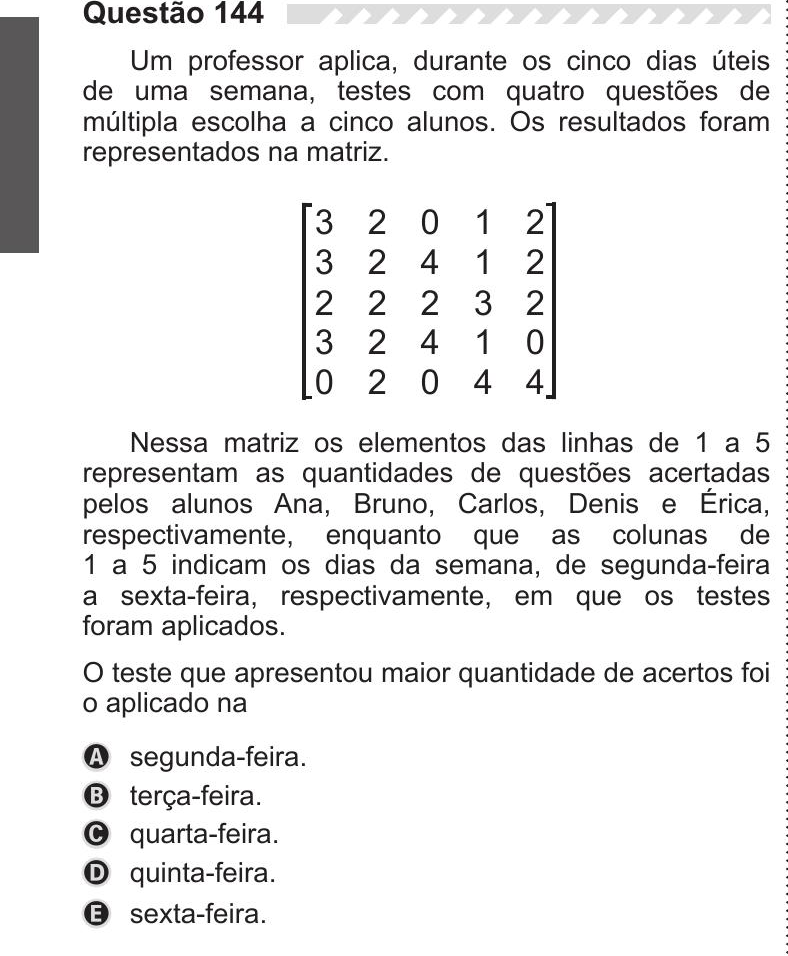 Questão 144
Um professor aplica, durante os cinco dias úteis
de uma semana, testes com quatro questões de
múltipla escolha a cinco alunos. Os resultados foram
representados na matriz.
3 2 0 1 2
3 2 4 1 2
2 2 2 3 2
3 2 4 1 0
0 2 0 4 4
Nessa matriz os elementos das linhas de 1 a 5
representam as quantidades de questões acertadas
pelos alunos Ana, Bruno, Carlos, Denis e Érica,
respectivamente, enquanto que as colunas de
1 a 5 indicam os dias da semana, de segunda-feira
a sexta-feira, respectivamente, em que os testes
foram aplicados.
O teste que apresentou maior quantidade de acertos foi
o aplicado na
A segunda-feira.
B terça-feira.
C quarta-feira.
D quinta-feira.
E sexta-feira.